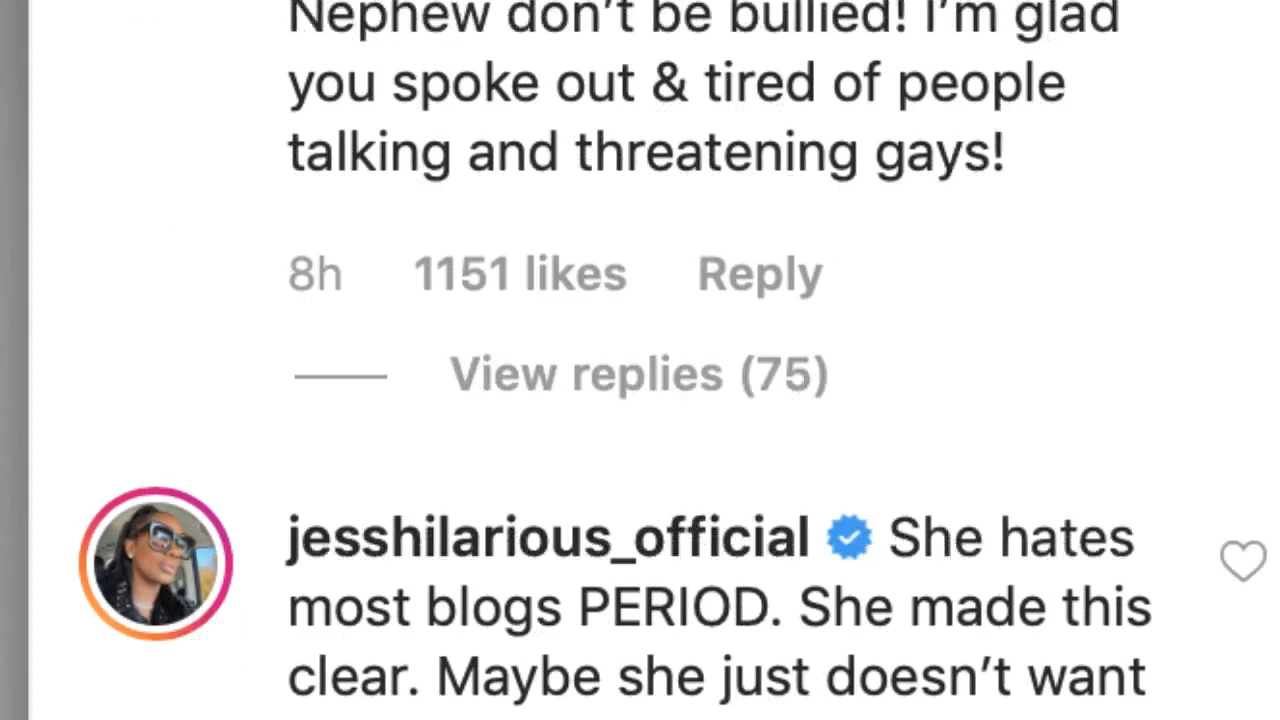 Nephew don't be bullied! I'm glad
you spoke out & tired of people
talking and threatening gays!
8h 1151 likes Reply
View replies (75)
jesshilarious_official She hates
most blogs PERIOD. She made this
clear. Maybe she just doesn't want